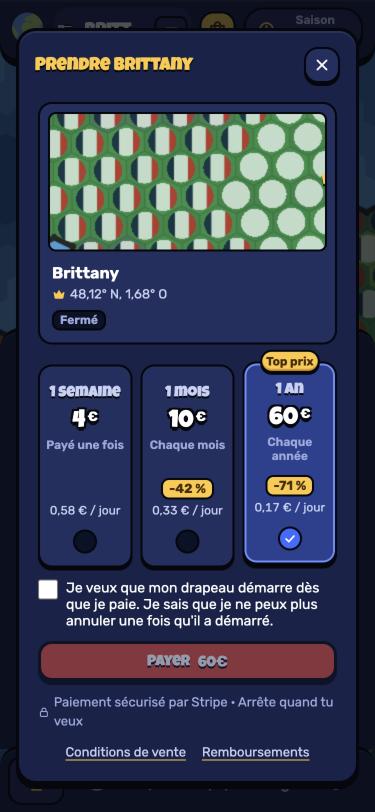 Saison
PRENDRE BRITTANY
Brittany
48,12° N, 1,68° O
Fermé
Top prix
1 SEMAINE
4€
Payé une fois
0,58 € / jour
1 MOIS
10€
Chaque mois
-42 %
0,33 € / jour
1 AN
60€
Chaque
année
-71 %
0,17 € / jour
Je veux que mon drapeau démarre dès
que je paie. Je sais que je ne peux plus
annuler une fois qu'il a démarré.
PAYER 60€
Paiement sécurisé par Stripe • Arrête quand tu
veux
Conditions de vente Remboursements